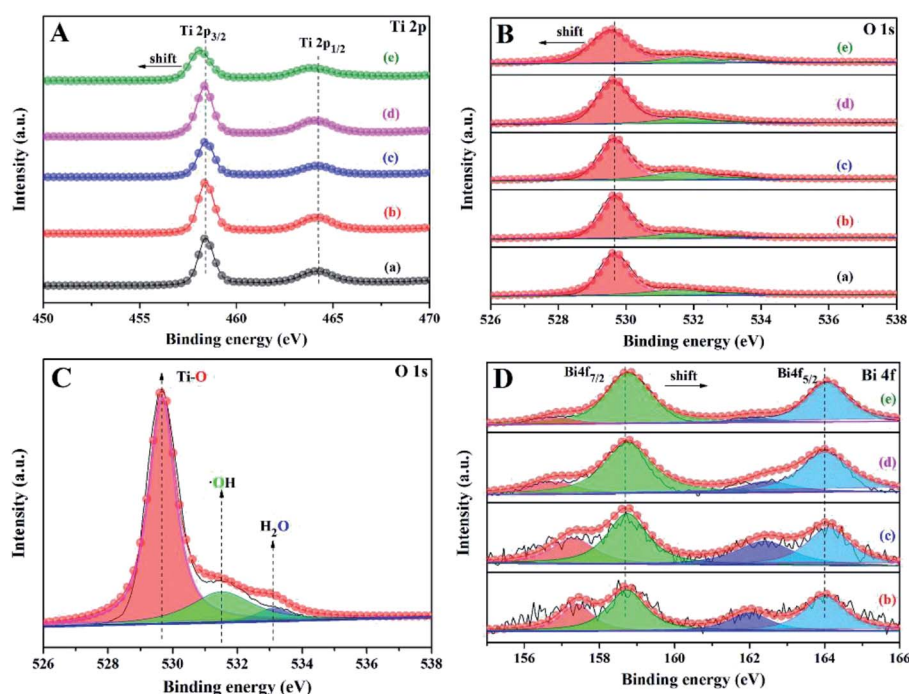 A
Ti 2p₃/₂
Ti 2p
Ti 2p₁/₂
shift
(e)
(d)
(c)
(b)
(a)
Intensity (a.u.)
450 455 460 465 470
Binding energy (eV)
B
O 1s
shift
(e)
(d)
(c)
(b)
(a)
Intensity (a.u.)
526 528 530 532 534 536 538
Binding energy (eV)
C
O 1s
Ti-O
·OH
H₂O
Intensity (a.u.)
526 528 530 532 534 536 538
Binding energy (eV)
D
Bi4f₇/₂
shift
Bi4f₅/₂
Bi 4f
(e)
(d)
(c)
(b)
Intensity (a.u.)
156 158 160 162 164 166
Binding energy (eV)